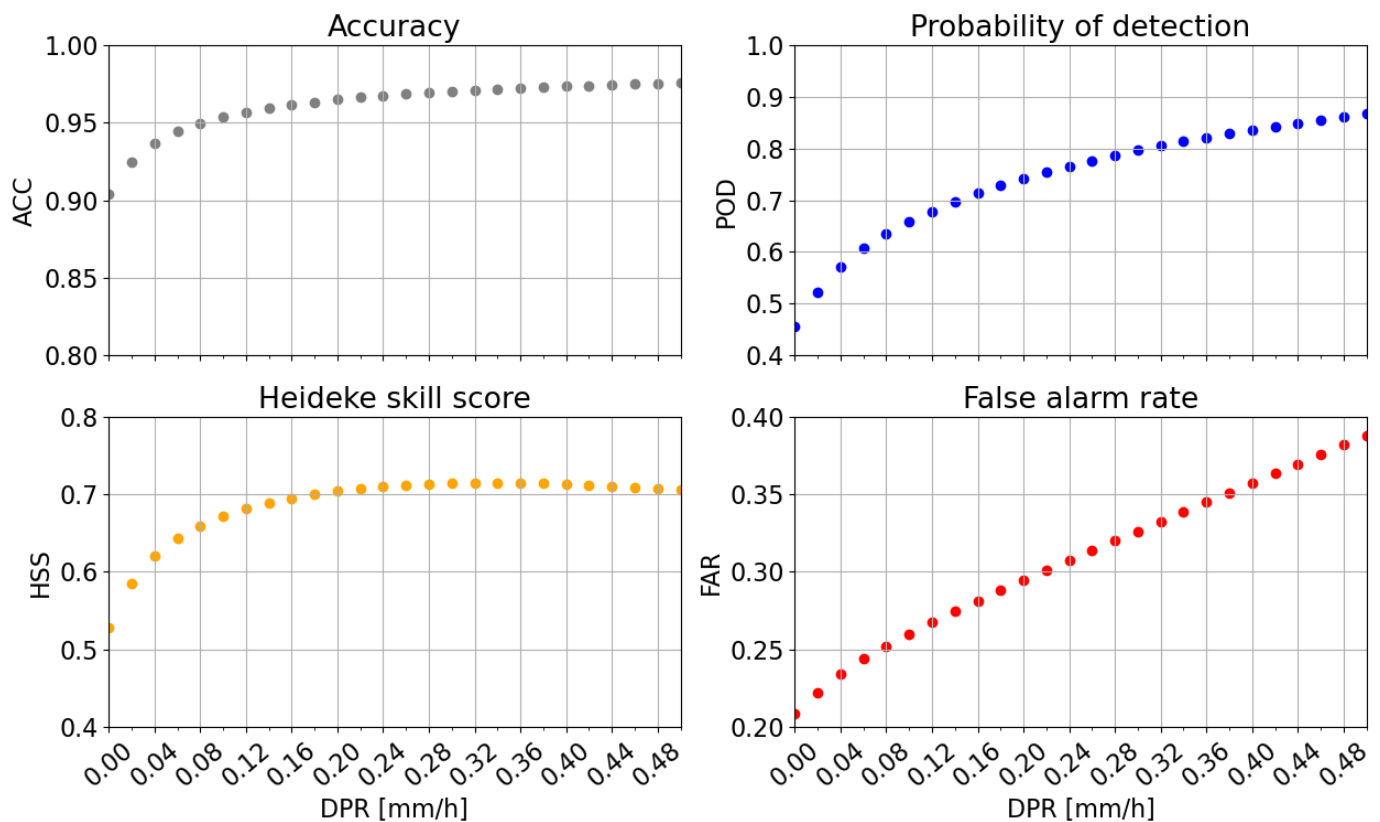 Accuracy
1.00
0.95
0.90
0.85
0.80
ACC
Probability of detection
1.0
0.9
0.8
0.7
0.6
0.5
0.4
POD
Heideke skill score
0.8
0.7
0.6
0.5
0.4
HSS
0.00 0.04 0.08 0.12 0.16 0.20 0.24 0.28 0.32 0.36 0.40 0.44 0.48
DPR [mm/h]
False alarm rate
0.40
0.35
0.30
0.25
0.20
FAR
0.00 0.04 0.08 0.12 0.16 0.20 0.24 0.28 0.32 0.36 0.40 0.44 0.48
DPR [mm/h]